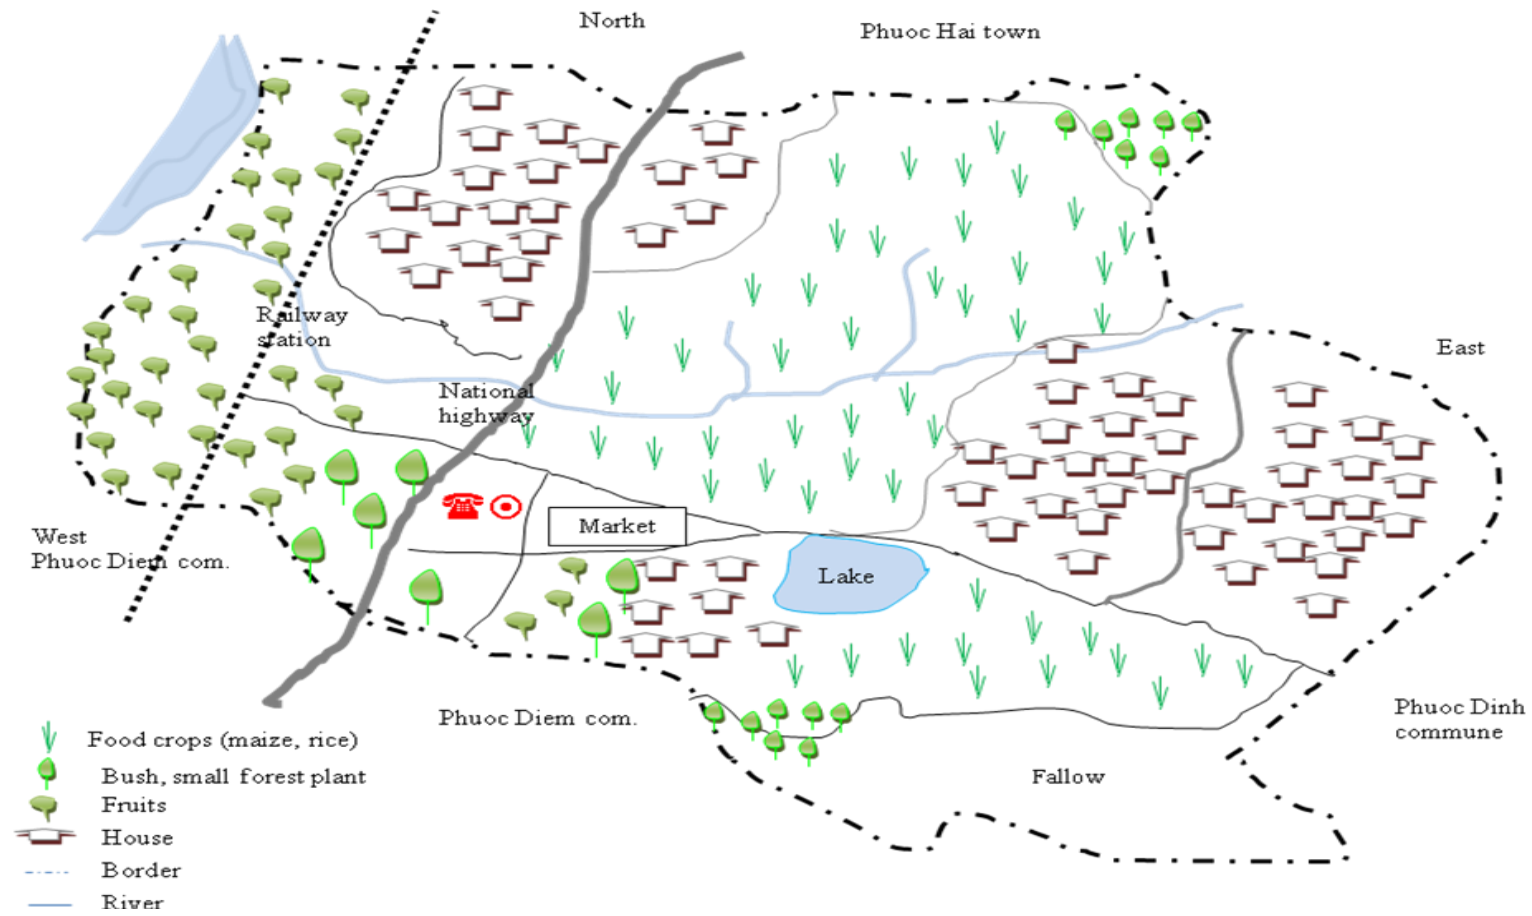 North
Phuoc Hai town
Railway
station
East
National
highway
Market
West
Phuoc Diem com.
Lake
Phuoc Diem com.
Phuoc Dinh
commune
Fallow
Food crops (maize, rice)
Bush, small forest plant
Fruits
House
Border
River